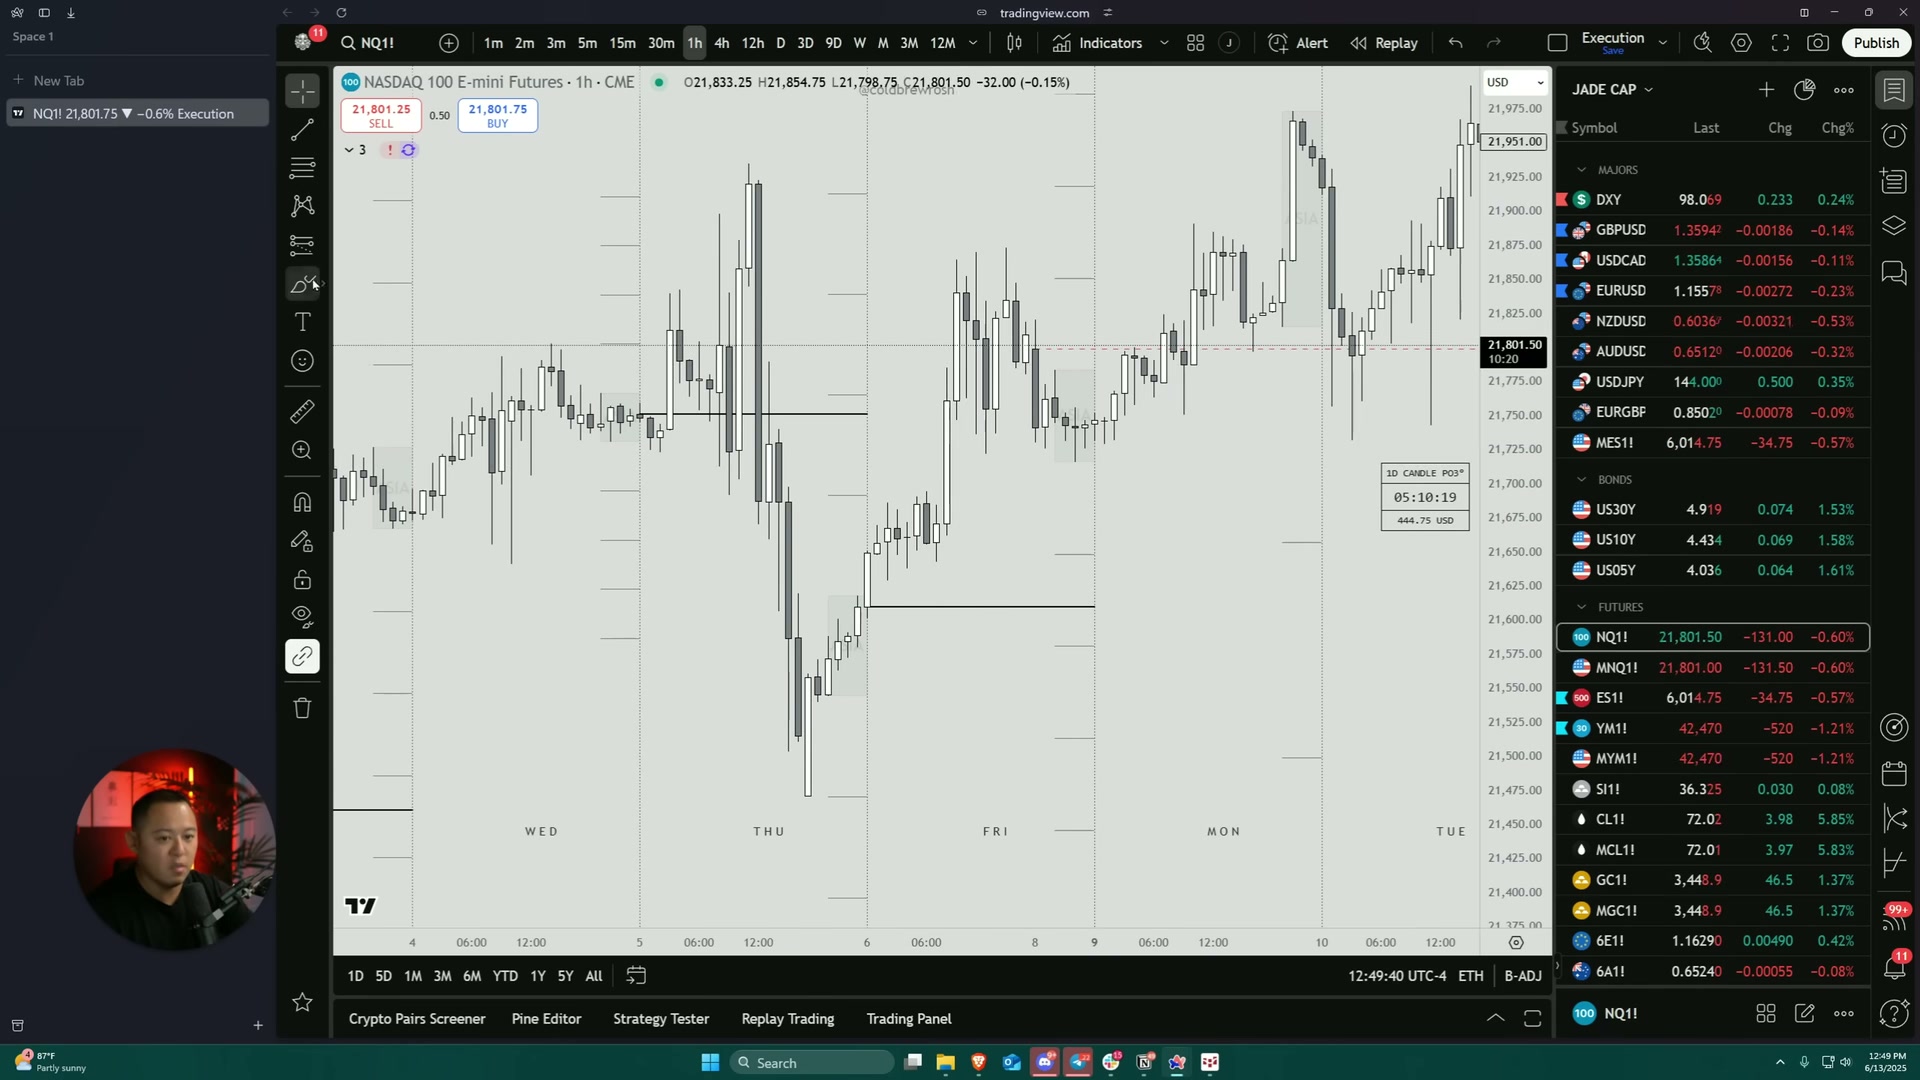 tradingview.com
Space 1
New Tab
NQ1! 21,801.75 ▼ −0.6% Execution
11
NQ1!
1m 2m 3m 5m 15m 30m 1h 4h 12h D 3D 9D W M 3M 12M
Indicators
J
Alert
Replay
Execution
Save
Publish
NASDAQ 100 E-mini Futures · 1h · CME
O21,833.25 H21,854.75 L21,798.75 C21,801.50 −32.00 (−0.15%)
@coldbrewrosh
21,801.25
SELL
0.50
21,801.75
BUY
3
ASIA
ASIA
ASIA
USD
21,975.00
21,951.00
21,925.00
21,900.00
21,875.00
21,850.00
21,825.00
21,801.50
10:20
21,775.00
21,750.00
21,725.00
21,700.00
21,675.00
21,650.00
21,625.00
21,600.00
21,575.00
21,550.00
21,525.00
21,500.00
21,475.00
21,450.00
21,425.00
21,400.00
21,375.00
1D CANDLE PO3°
05:10:19
444.75 USD
WED THU FRI MON TUE
4 06:00 12:00 5 06:00 12:00 6 06:00 8 9 06:00 12:00 10 06:00 12:00
1D 5D 1M 3M 6M YTD 1Y 5Y All
12:49:40 UTC-4 ETH B-ADJ
Crypto Pairs Screener Pine Editor Strategy Tester Replay Trading Trading Panel
JADE CAP
Symbol Last Chg Chg%
MAJORS
DXY 98.069 0.233 0.24%
GBPUSD 1.35942 −0.00186 −0.14%
USDCAD 1.35864 −0.00156 −0.11%
EURUSD 1.15578 −0.00272 −0.23%
NZDUSD 0.60367 −0.00321 −0.53%
AUDUSD 0.65120 −0.00206 −0.32%
USDJPY 144.000 0.500 0.35%
EURGBP 0.85020 −0.00078 −0.09%
MES1! 6,014.75 −34.75 −0.57%
BONDS
US30Y 4.919 0.074 1.53%
US10Y 4.434 0.069 1.58%
US05Y 4.036 0.064 1.61%
FUTURES
NQ1! 21,801.50 −131.00 −0.60%
MNQ1! 21,801.00 −131.50 −0.60%
ES1! 6,014.75 −34.75 −0.57%
YM1! 42,470 −520 −1.21%
MYM1! 42,470 −520 −1.21%
SI1! 36.325 0.030 0.08%
CL1! 72.02 3.98 5.85%
MCL1! 72.01 3.97 5.83%
GC1! 3,448.9 46.5 1.37%
MGC1! 3,448.9 46.5 1.37%
6E1! 1.16290 0.00490 0.42%
6A1! 0.65240 −0.00055 −0.08%
NQ1!
99+
11
87°F
Partly sunny
Search
12:49 PM
6/13/2025